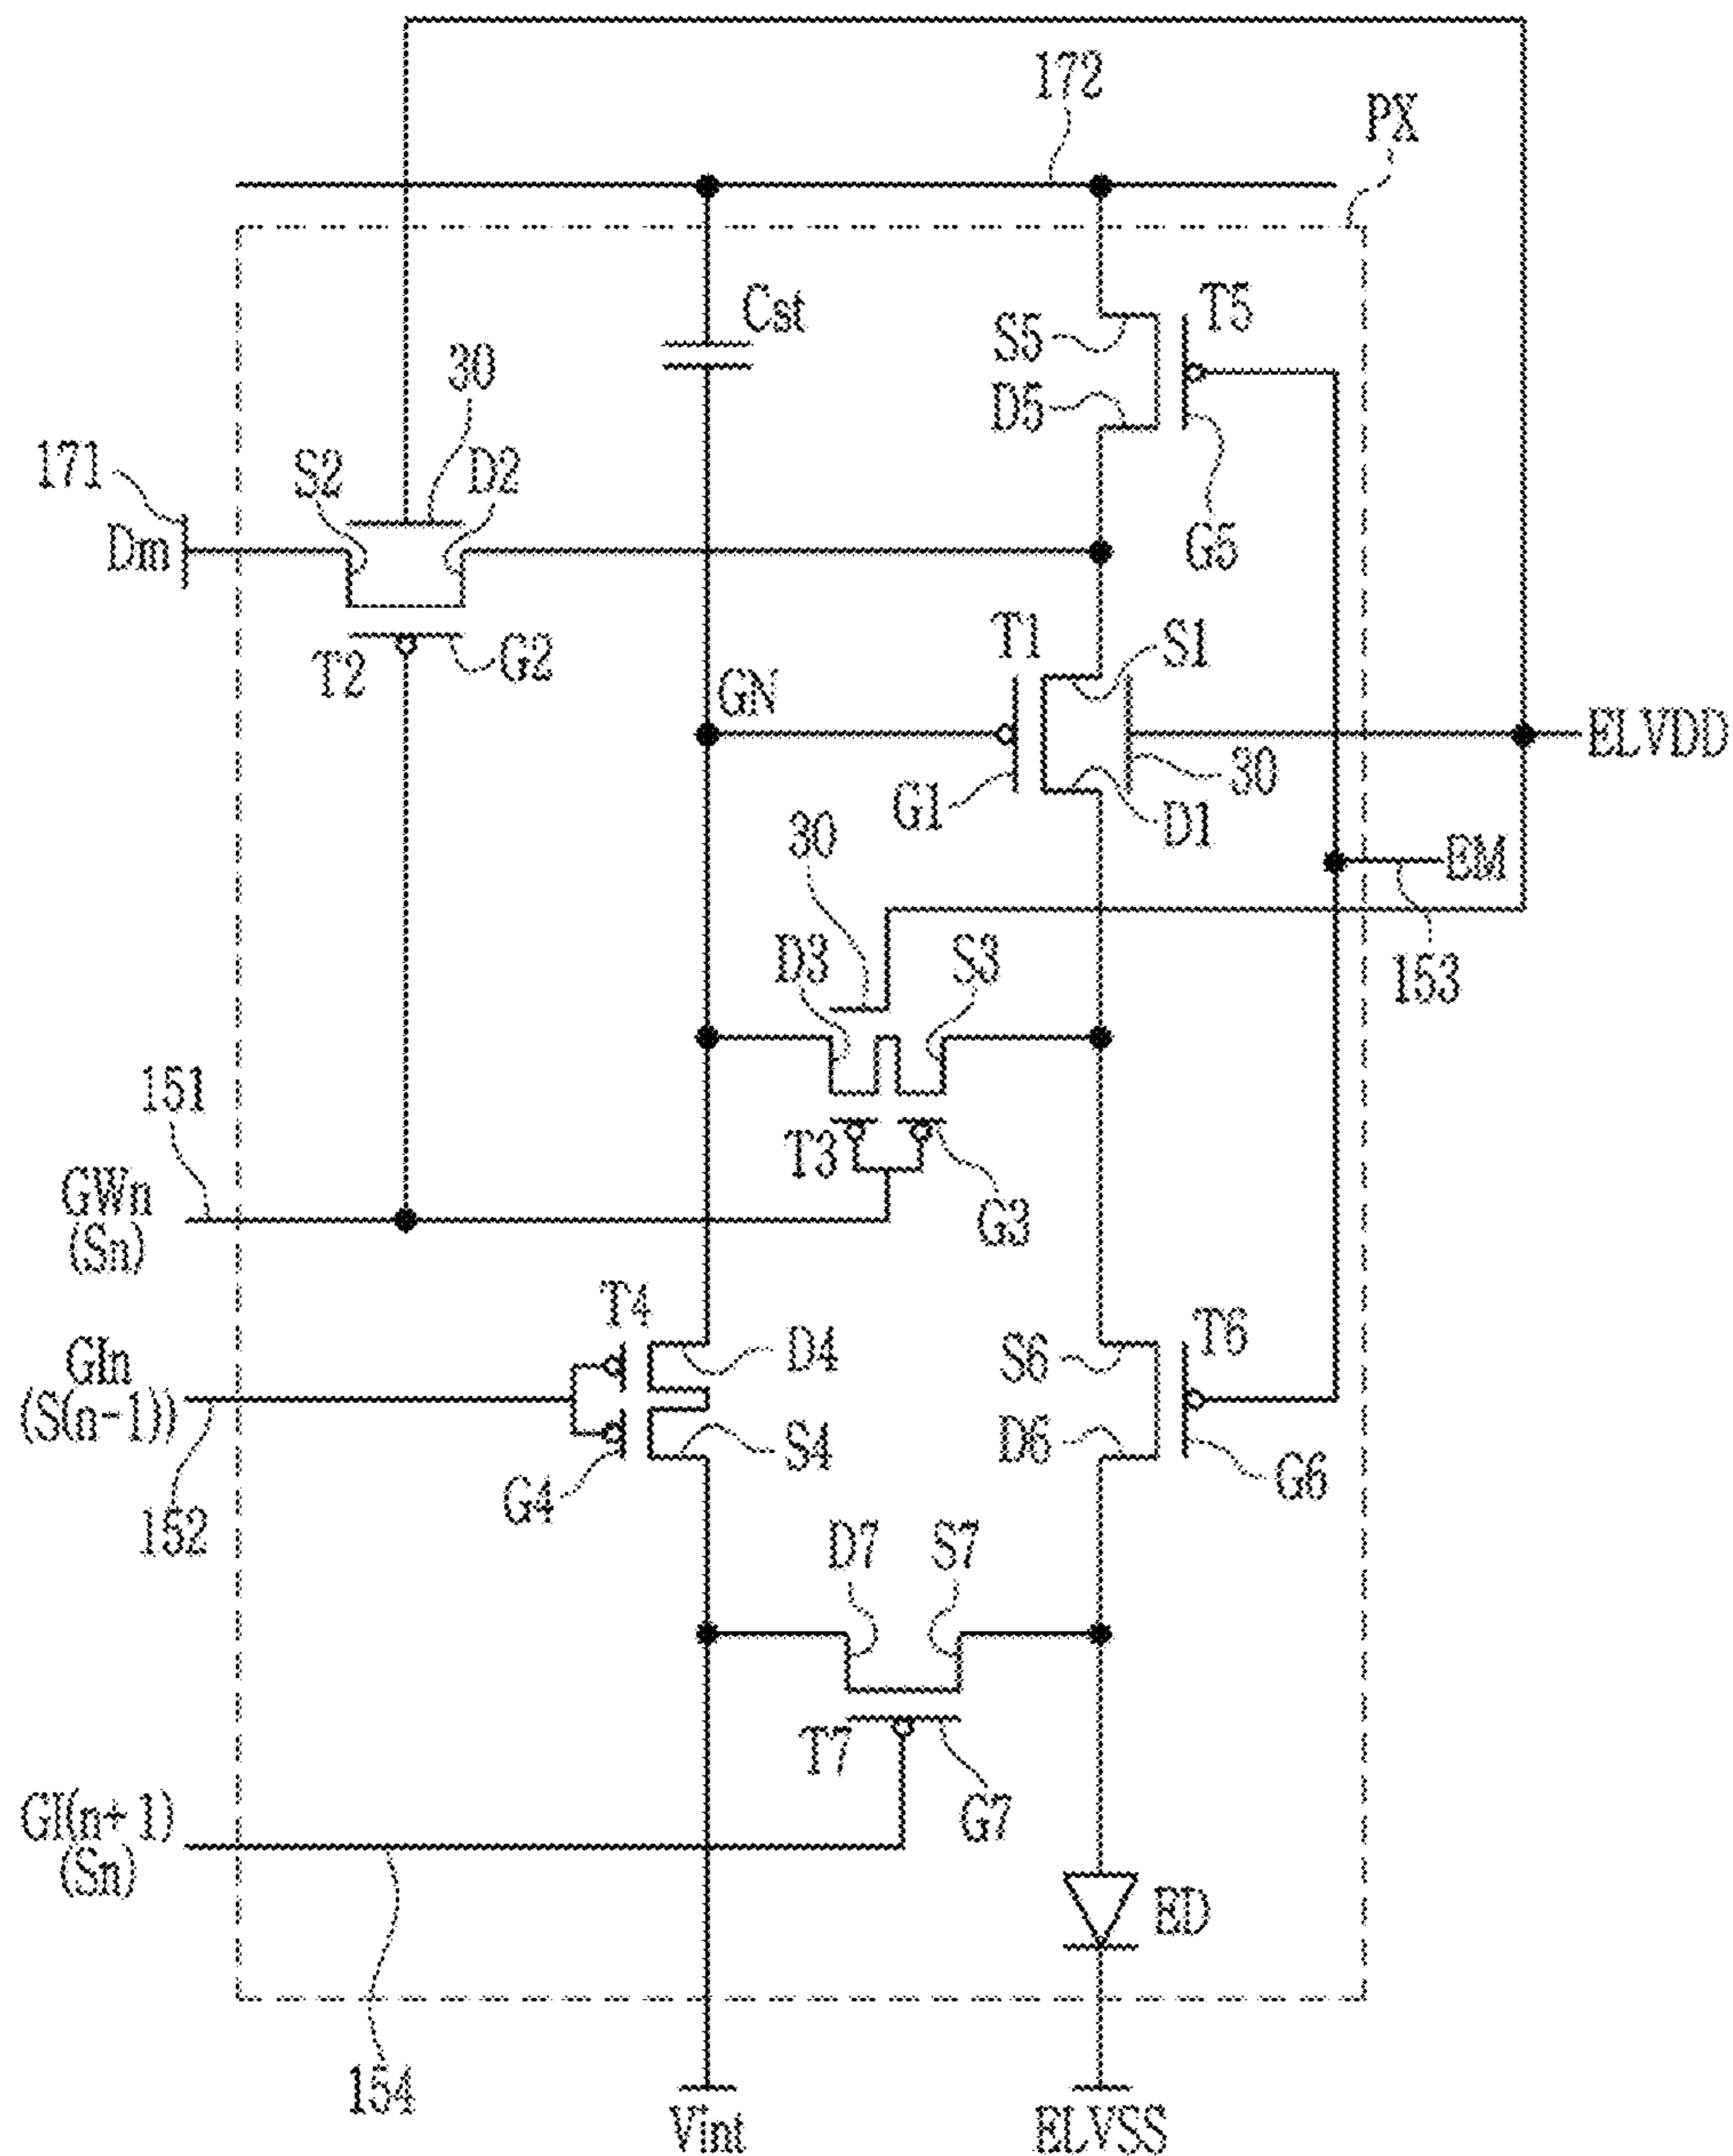 172
PX
Cst
T5
S5
30
D5
171
S2
D2
Dm
G5
T1
S1
T2
G2
GN
ELVDD
30
G1
D1
30
EM
D3
S3
153
151
T3
GWn
(Sn)
G3
T4
T6
GIn
D4
S6
(S(n-1))
S4
D6
G6
G4
152
D7
S7
T7
GI(n+1)
G7
(Sn)
ED
154
Vint
ELVSS